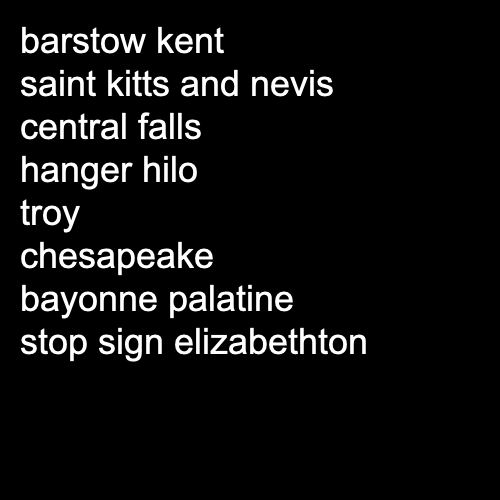 barstow kent
saint kitts and nevis
central falls
hanger hilo
troy
chesapeake
bayonne palatine
stop sign elizabethton